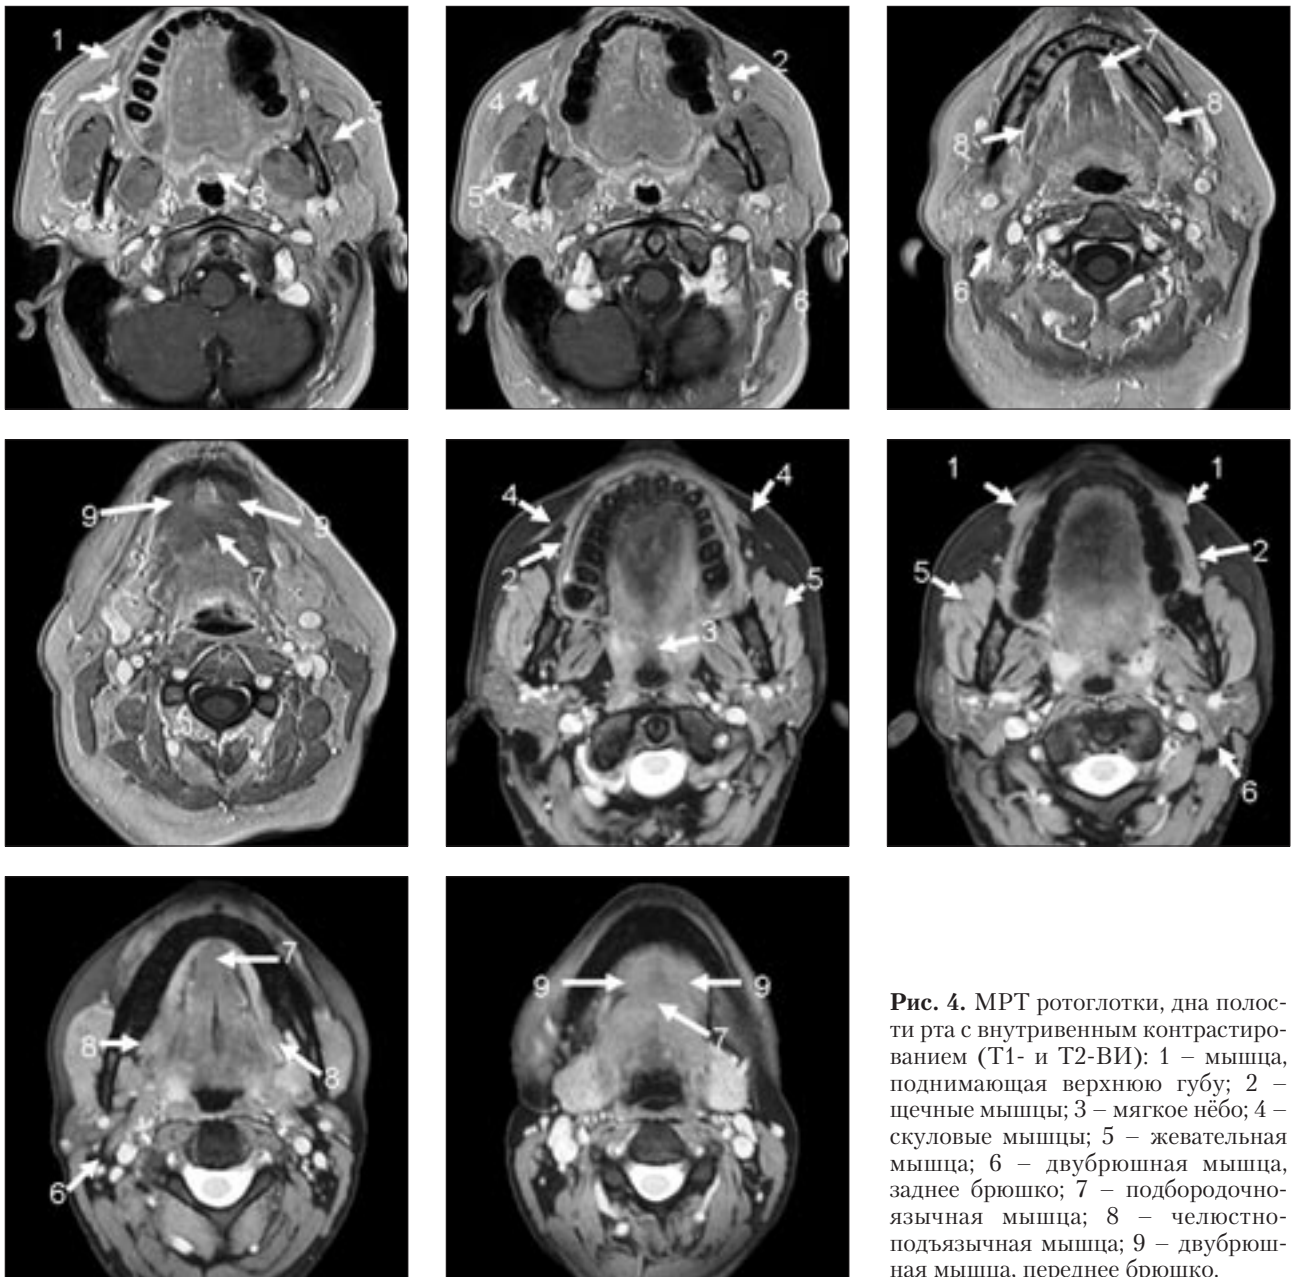 1
2
5
3
4
2
5
6
7
8
8
6
9
9
7
4
4
2
5
3
1
1
2
5
6
7
8
8
6
9
9
7
Рис. 4. МРТ ротоглотки, дна полос-
ти рта с внутривенным контрастиро-
ванием (Т1- и Т2-ВИ): 1 – мышца,
поднимающая верхнюю губу; 2 –
щечные мышцы; 3 – мягкое нёбо; 4 –
скуловые мышцы; 5 – жевательная
мышца; 6 – двубрюшная мышца,
заднее брюшко; 7 – подбородочно-
язычная мышца; 8 – челюстно-
подъязычная мышца; 9 – двубрюш-
ная мышца, переднее брюшко.